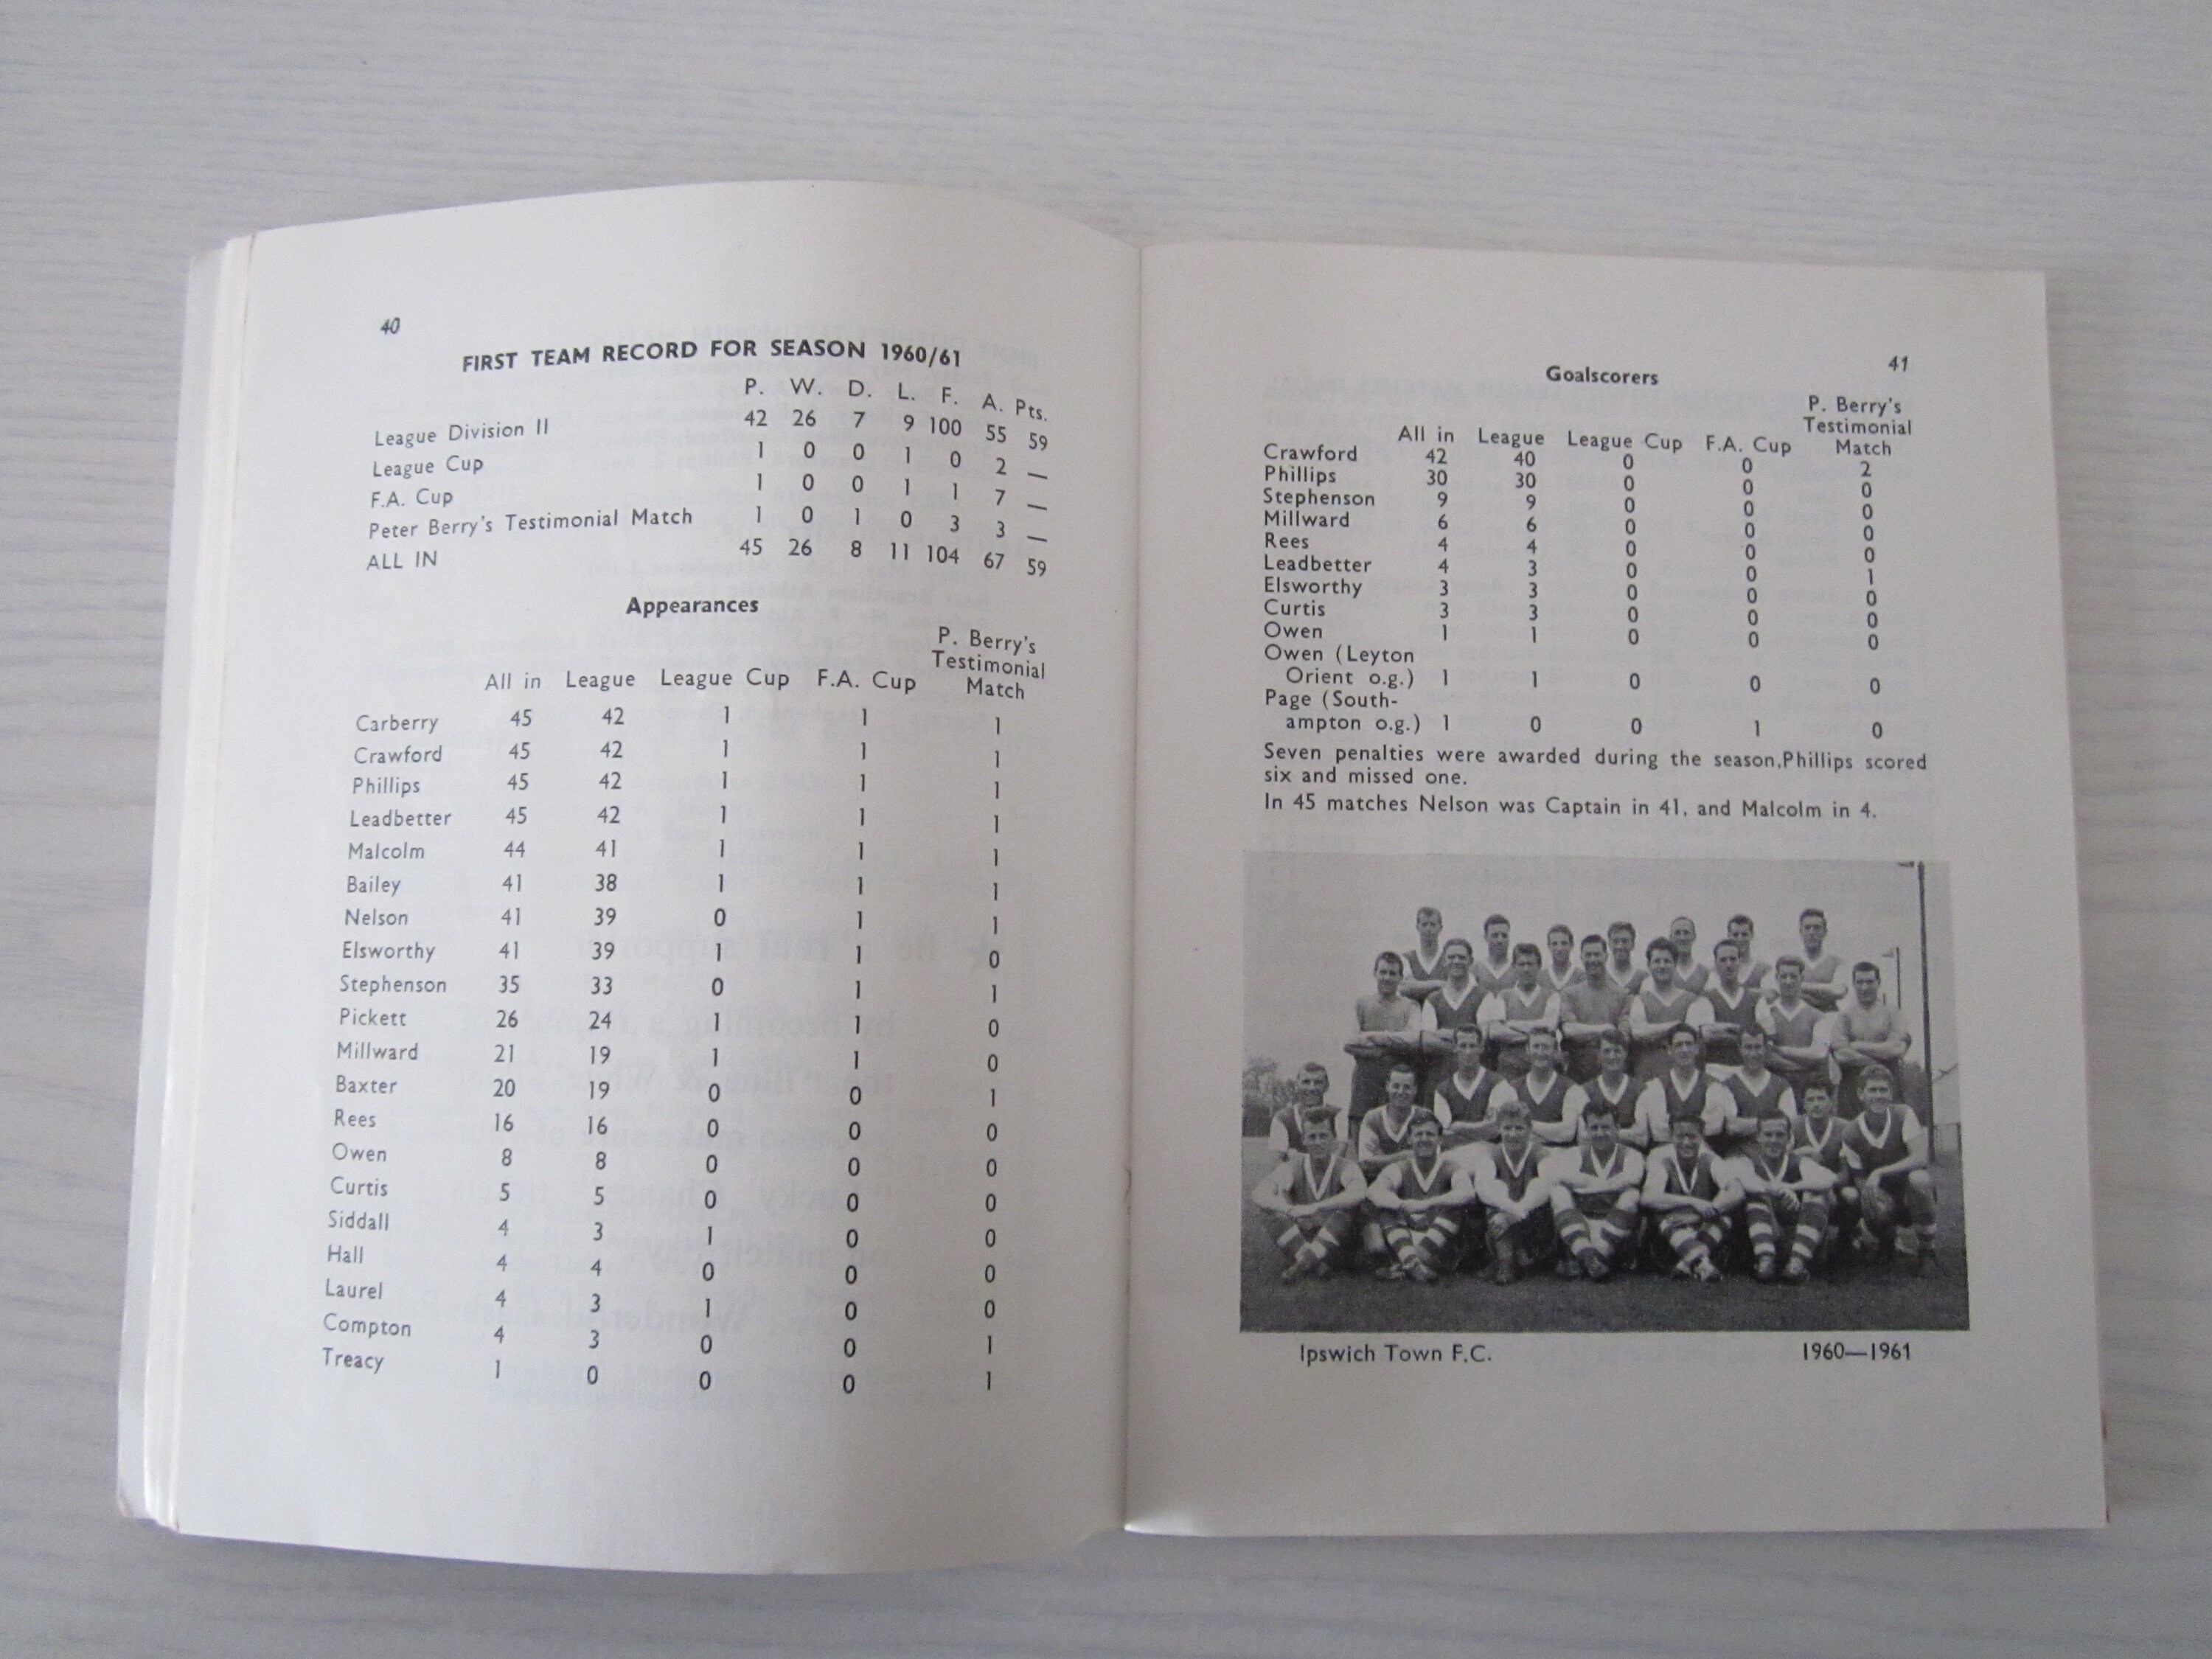 40
FIRST TEAM RECORD FOR SEASON 1960/61
P. W. D. L. F. A. Pts.
League Division II 42 26 7 9 100 55 59
League Cup 1 0 0 1 0 2 —
F.A. Cup 1 0 0 1 1 7 —
Peter Berry's Testimonial Match 1 0 1 0 3 3 —
ALL IN 45 26 8 11 104 67 59
Appearances
P. Berry's
Testimonial
All in League League Cup F.A. Cup Match
Carberry 45 42 1 1 1
Crawford 45 42 1 1 1
Phillips 45 42 1 1 1
Leadbetter 45 42 1 1 1
Malcolm 44 41 1 1 1
Bailey 41 38 1 1 1
Nelson 41 39 0 1 1
Elsworthy 41 39 1 1 0
Stephenson 35 33 0 1 1
Pickett 26 24 1 1 0
Millward 21 19 1 1 0
Baxter 20 19 0 0 1
Rees 16 16 0 0 0
Owen 8 8 0 0 0
Curtis 5 5 0 0 0
Siddall 4 3 1 0 0
Hall 4 4 0 0 0
Laurel 4 3 1 0 0
Compton 4 3 0 0 1
Treacy 1 0 0 0 1
41
Goalscorers
P. Berry's
Testimonial
All in League League Cup F.A. Cup Match
Crawford 42 40 0 0 2
Phillips 30 30 0 0 0
Stephenson 9 9 0 0 0
Millward 6 6 0 0 0
Rees 4 4 0 0 0
Leadbetter 4 3 0 0 1
Elsworthy 3 3 0 0 0
Curtis 3 3 0 0 0
Owen 1 1 0 0 0
Owen (Leyton
Orient o.g.) 1 1 0 0 0
Page (South-
ampton o.g.) 1 0 0 1 0
Seven penalties were awarded during the season,Phillips scored
six and missed one.
In 45 matches Nelson was Captain in 41, and Malcolm in 4.
Ipswich Town F.C. 1960—1961